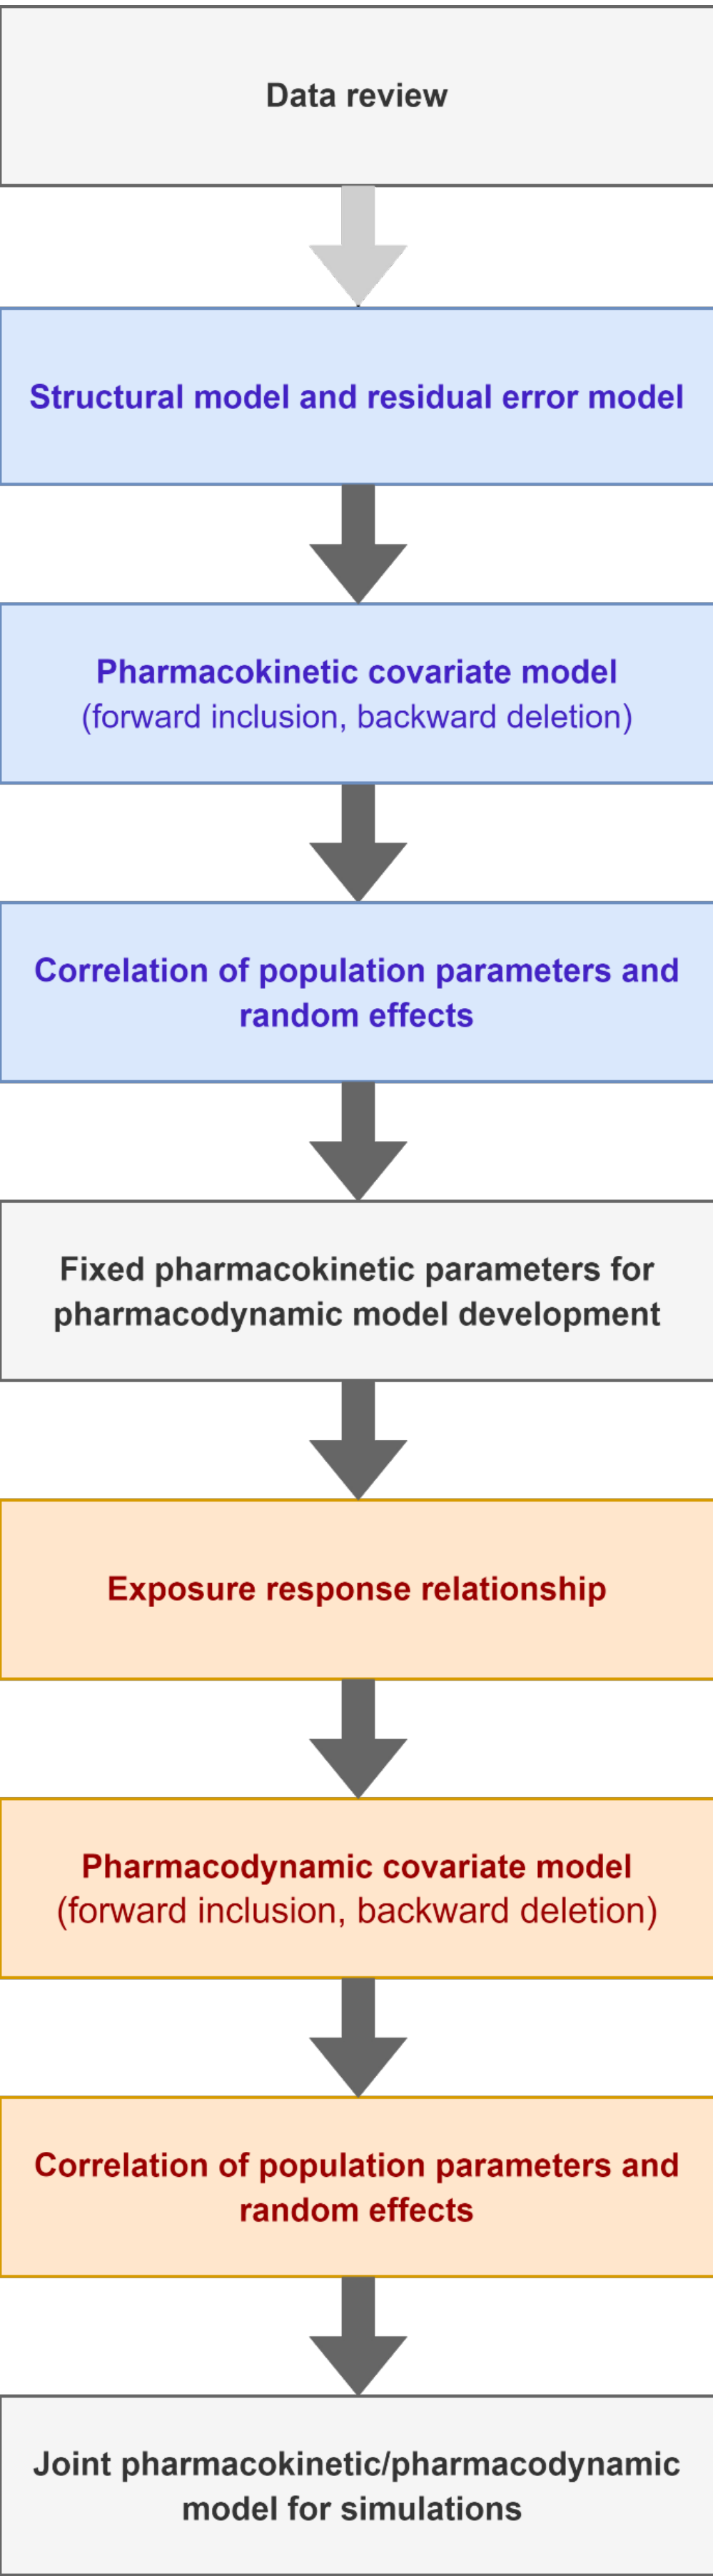 Data review
Structural model and residual error model
Pharmacokinetic covariate model
(forward inclusion, backward deletion)
Correlation of population parameters and
random effects
Fixed pharmacokinetic parameters for
pharmacodynamic model development
Exposure response relationship
Pharmacodynamic covariate model
(forward inclusion, backward deletion)
Correlation of population parameters and
random effects
Joint pharmacokinetic/pharmacodynamic
model for simulations